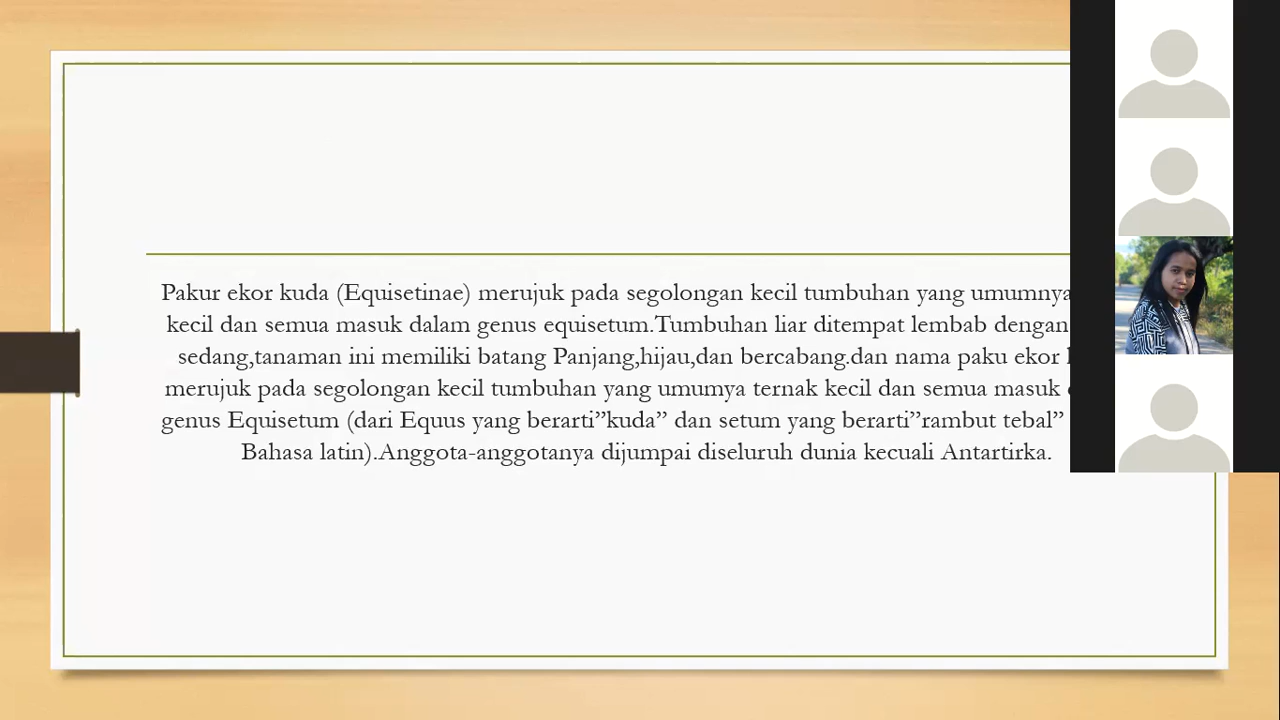 Pakur ekor kuda (Equisetinae) merujuk pada segolongan kecil tumbuhan yang umumnya
kecil dan semua masuk dalam genus equisetum.Tumbuhan liar ditempat lembab dengan
sedang,tanaman ini memiliki batang Panjang,hijau,dan bercabang.dan nama paku ekor
merujuk pada segolongan kecil tumbuhan yang umumya ternak kecil dan semua masuk
genus Equisetum (dari Equus yang berarti”kuda” dan setum yang berarti”rambut tebal”
Bahasa latin).Anggota-anggotanya dijumpai diseluruh dunia kecuali Antartirka.